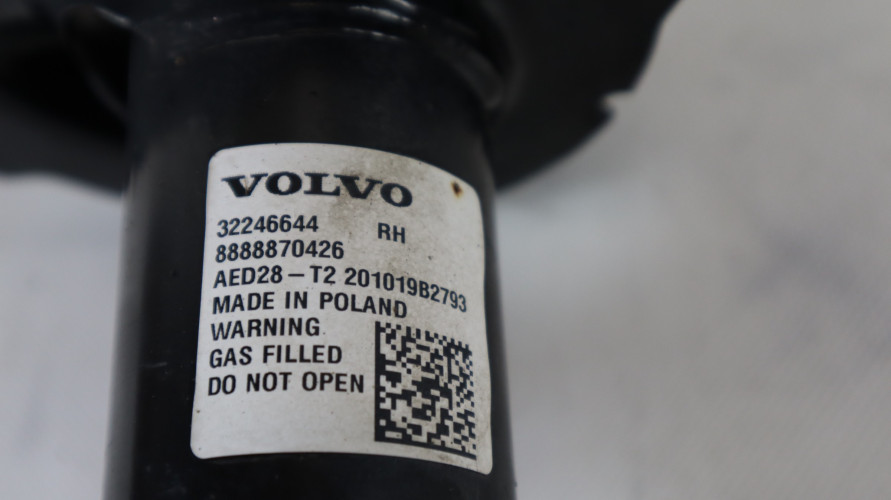 VOLVO
32246644 RH
8888870426
AED28-T2 201019B2793
MADE IN POLAND
WARNING
GAS FILLED
DO NOT OPEN